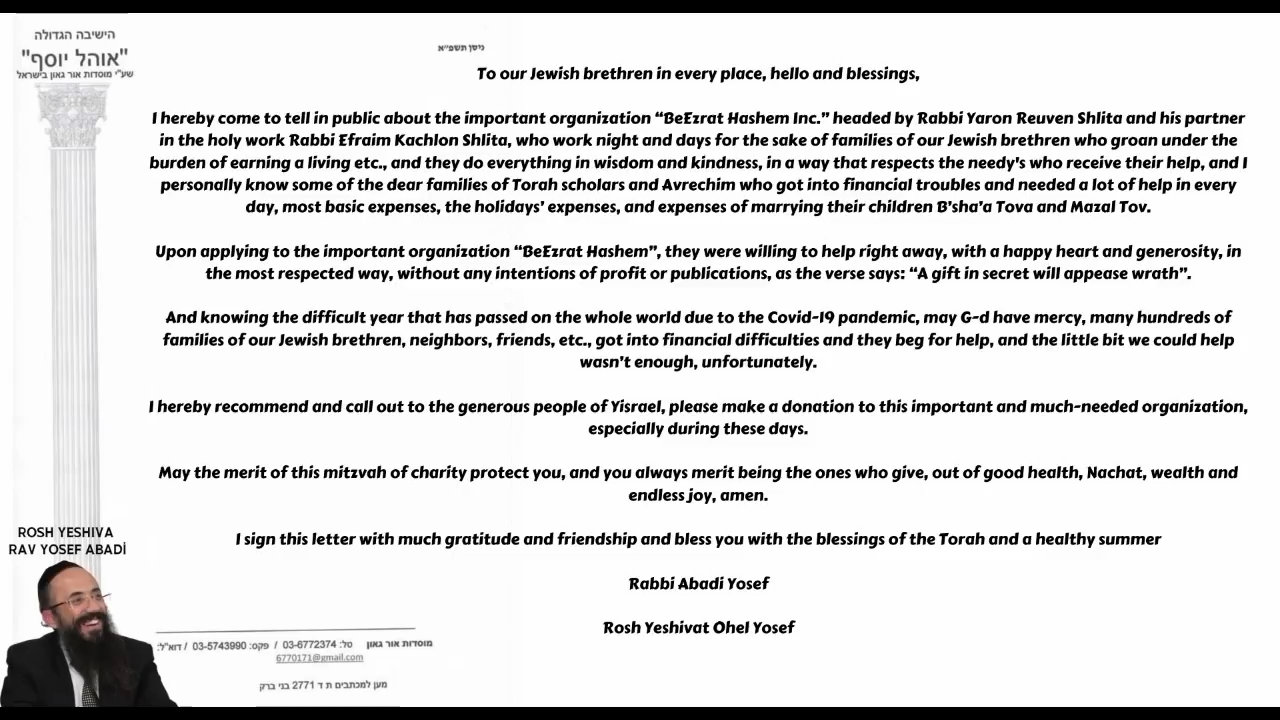 הישיבה הגדולה
"אוהל יוסף"
שע"י מוסדות אור גאון בישראל
ניסן תשפ"א
To our Jewish brethren in every place, hello and blessings,
I hereby come to tell in public about the important organization “BeEzrat Hashem Inc.” headed by Rabbi Yaron Reuven Shlita and his partner
in the holy work Rabbi Efraim Kachlon Shlita, who work night and days for the sake of families of our Jewish brethren who groan under the
burden of earning a living etc., and they do everything in wisdom and kindness, in a way that respects the needy's who receive their help, and I
personally know some of the dear families of Torah scholars and Avrechim who got into financial troubles and needed a lot of help in every
day, most basic expenses, the holidays’ expenses, and expenses of marrying their children B’sha’a Tova and Mazal Tov.
Upon applying to the important organization “BeEzrat Hashem”, they were willing to help right away, with a happy heart and generosity, in
the most respected way, without any intentions of profit or publications, as the verse says: “A gift in secret will appease wrath”.
And knowing the difficult year that has passed on the whole world due to the Covid-19 pandemic, may G-d have mercy, many hundreds of
families of our Jewish brethren, neighbors, friends, etc., got into financial difficulties and they beg for help, and the little bit we could help
wasn’t enough, unfortunately.
I hereby recommend and call out to the generous people of Yisrael, please make a donation to this important and much-needed organization,
especially during these days.
May the merit of this mitzvah of charity protect you, and you always merit being the ones who give, out of good health, Nachat, wealth and
endless joy, amen.
I sign this letter with much gratitude and friendship and bless you with the blessings of the Torah and a healthy summer
Rabbi Abadi Yosef
Rosh Yeshivat Ohel Yosef
ROSH YESHIVA
RAV YOSEF ABADİ
מוסדות אור גאון טל: 03-6772374 / פקס: 03-5743990 / דוא"ל:
6770171@gmail.com
מען למכתבים ת ד 2771 בני ברק